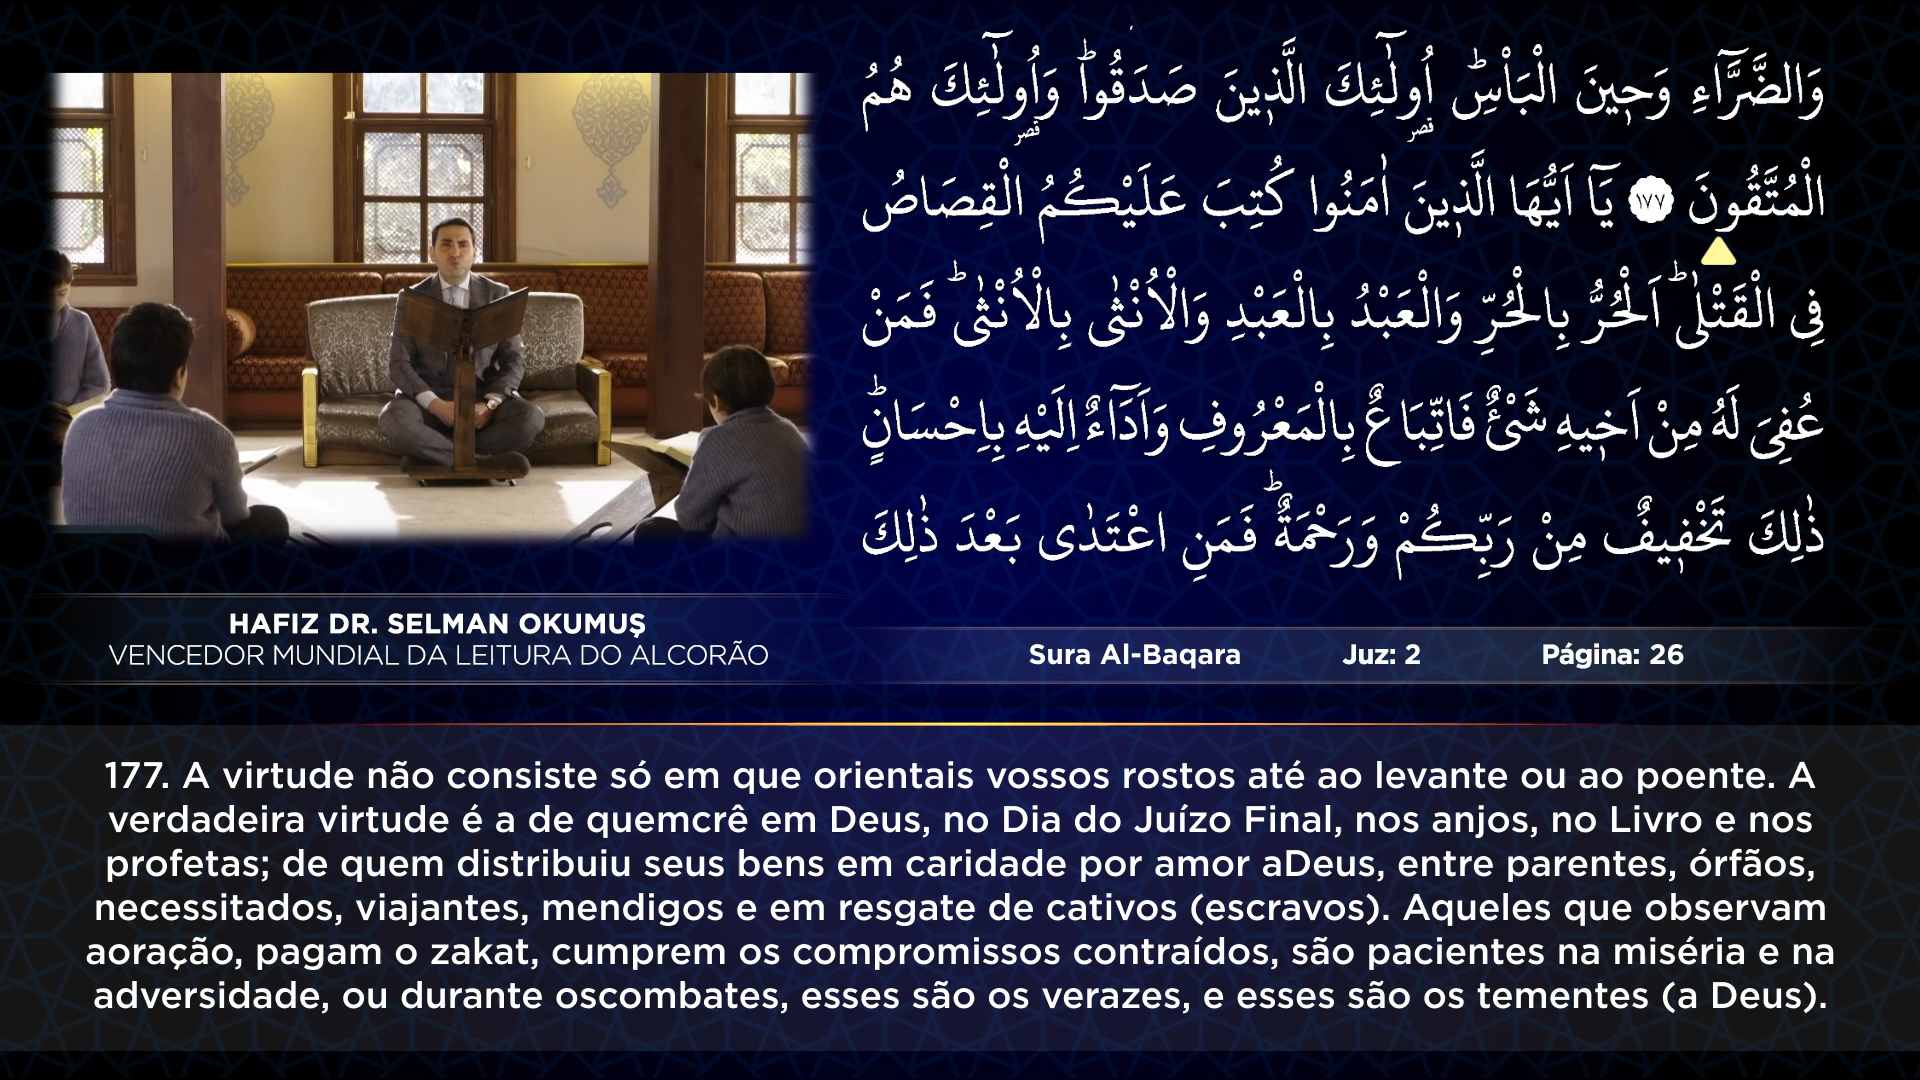 وَالضَّرَّٓاءِ وَح۪ينَ الْبَأْسِۜ اُو۬لٰٓئِكَ الَّذ۪ينَ صَدَقُواۜ وَاُو۬لٰٓئِكَ هُمُ
قصر قصر
الْمُتَّقُونَ ١٧٧ يَٓا اَيُّهَا الَّذ۪ينَ اٰمَنُوا كُتِبَ عَلَيْكُمُ الْقِصَاصُ
فِي الْقَتْلٰىۜ اَلْحُرُّ بِالْحُرِّ وَالْعَبْدُ بِالْعَبْدِ وَالْاُنْثٰى بِالْاُنْثٰىۜ فَمَنْ
عُفِيَ لَهُ مِنْ اَخ۪يهِ شَيْءٌ فَاتِّبَاعٌ بِالْمَعْرُوفِ وَاَدَٓاءٌ اِلَيْهِ بِاِحْسَانٍۜ
ذٰلِكَ تَخْف۪يفٌ مِنْ رَبِّكُمْ وَرَحْمَةٌۜ فَمَنِ اعْتَدٰى بَعْدَ ذٰلِكَ
HAFIZ DR. SELMAN OKUMUŞ
VENCEDOR MUNDIAL DA LEITURA DO ALCORÃO
Sura Al-Baqara Juz: 2 Página: 26
177. A virtude não consiste só em que orientais vossos rostos até ao levante ou ao poente. A
verdadeira virtude é a de quemcrê em Deus, no Dia do Juízo Final, nos anjos, no Livro e nos
profetas; de quem distribuiu seus bens em caridade por amor aDeus, entre parentes, órfãos,
necessitados, viajantes, mendigos e em resgate de cativos (escravos). Aqueles que observam
aoração, pagam o zakat, cumprem os compromissos contraídos, são pacientes na miséria e na
adversidade, ou durante oscombates, esses são os verazes, e esses são os tementes (a Deus).